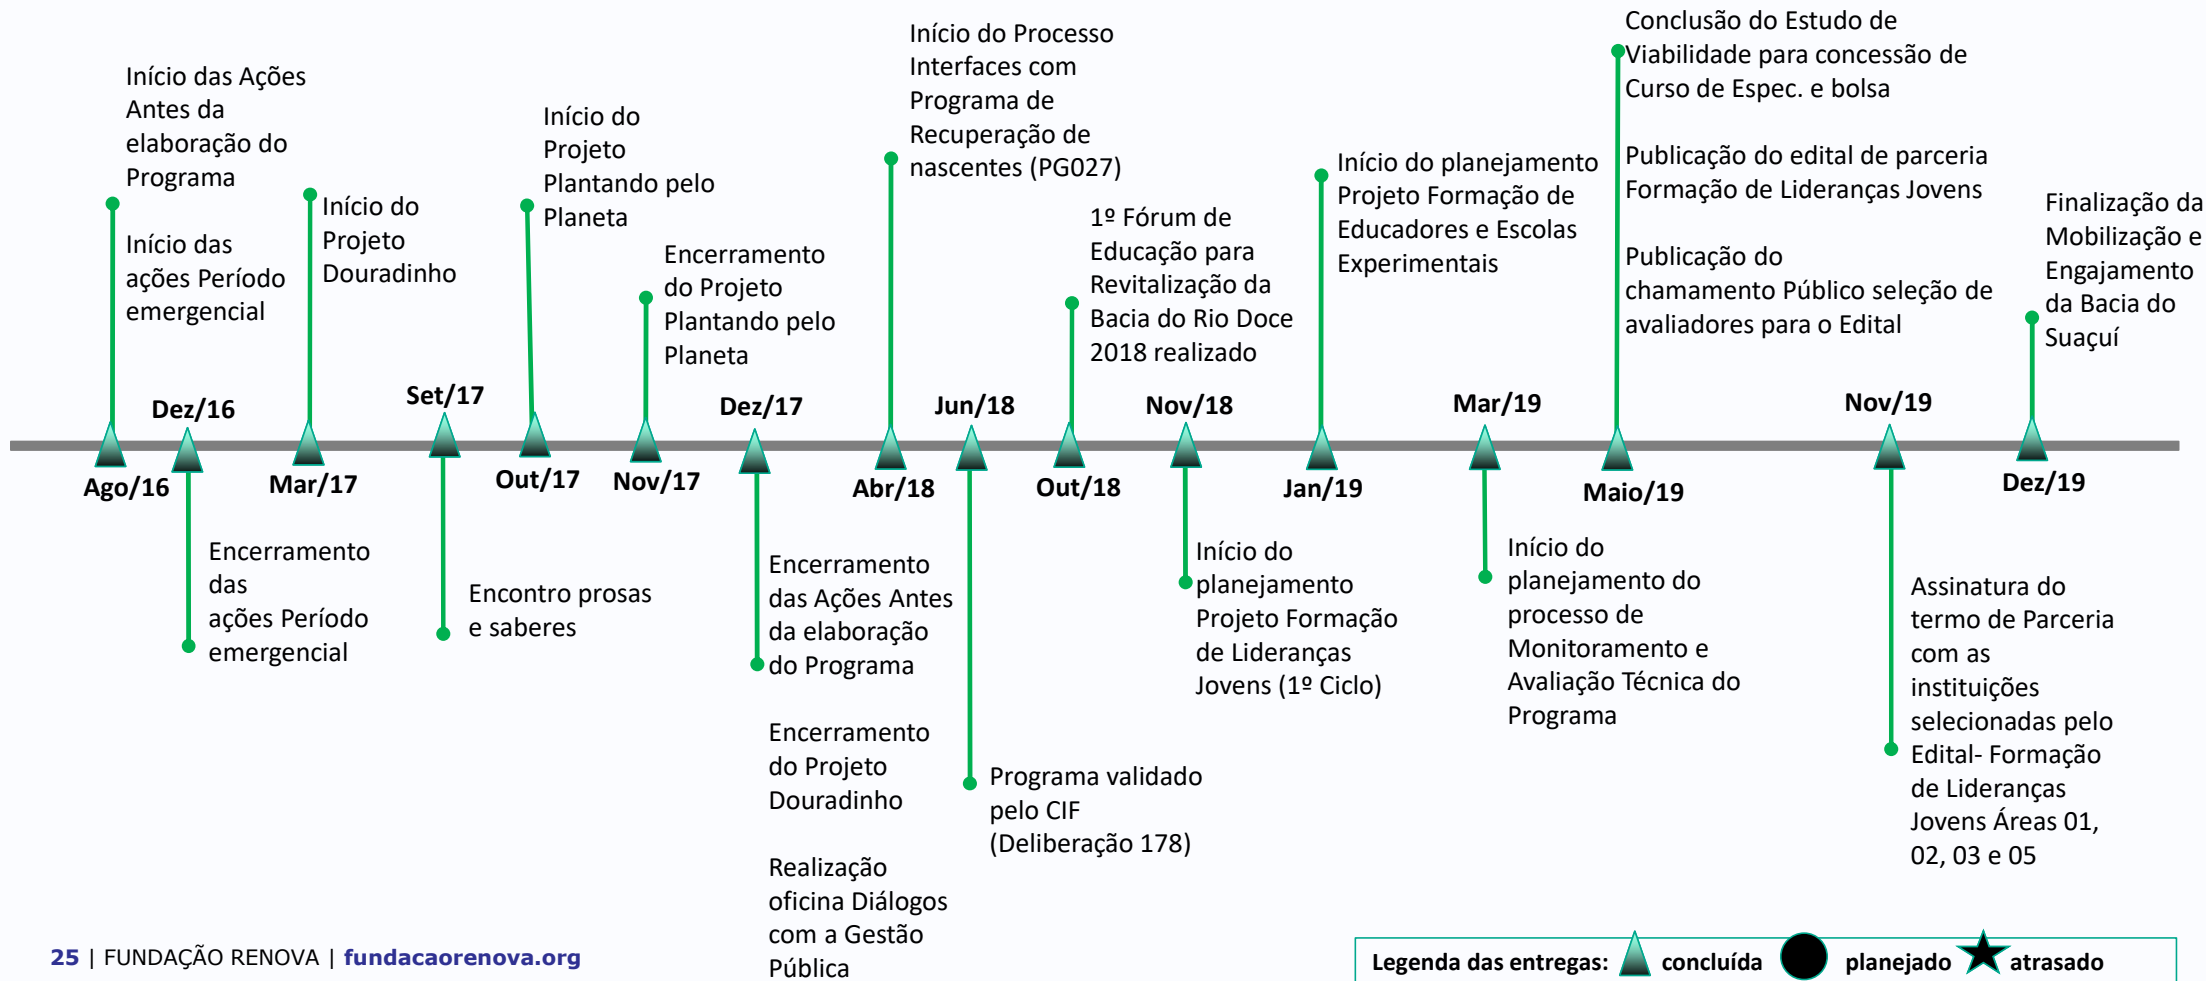 Início das Ações
Antes da
elaboração do
Programa
Início das
ações Período
emergencial
Ago/16
Dez/16
Encerramento
das
ações Período
emergencial
Início do
Projeto
Douradinho
Mar/17
Set/17
Encontro prosas
e saberes
Início do
Projeto
Plantando pelo
Planeta
Out/17
Encerramento
do Projeto
Plantando pelo
Planeta
Nov/17
Dez/17
Encerramento
das Ações Antes
da elaboração
do Programa
Encerramento
do Projeto
Douradinho
Realização
oficina Diálogos
com a Gestão
Pública
Início do Processo
Interfaces com
Programa de
Recuperação de
nascentes (PG027)
Abr/18
Jun/18
Programa validado
pelo CIF
(Deliberação 178)
1º Fórum de
Educação para
Revitalização da
Bacia do Rio Doce
2018 realizado
Out/18
Nov/18
Início do
planejamento
Projeto Formação
de Lideranças
Jovens (1º Ciclo)
Início do planejamento
Projeto Formação de
Educadores e Escolas
Experimentais
Jan/19
Mar/19
Início do
planejamento do
processo de
Monitoramento e
Avaliação Técnica do
Programa
Conclusão do Estudo de
Viabilidade para concessão de
Curso de Espec. e bolsa
Publicação do edital de parceria
Formação de Lideranças Jovens
Publicação do
chamamento Público seleção de
avaliadores para o Edital
Maio/19
Nov/19
Assinatura do
termo de Parceria
com as
instituições
selecionadas pelo
Edital- Formação
de Lideranças
Jovens Áreas 01,
02, 03 e 05
Finalização da
Mobilização e
Engajamento
da Bacia do
Suaçuí
Dez/19
25 | FUNDAÇÃO RENOVA | fundacaorenova.org
Legenda das entregas: concluída planejado atrasado